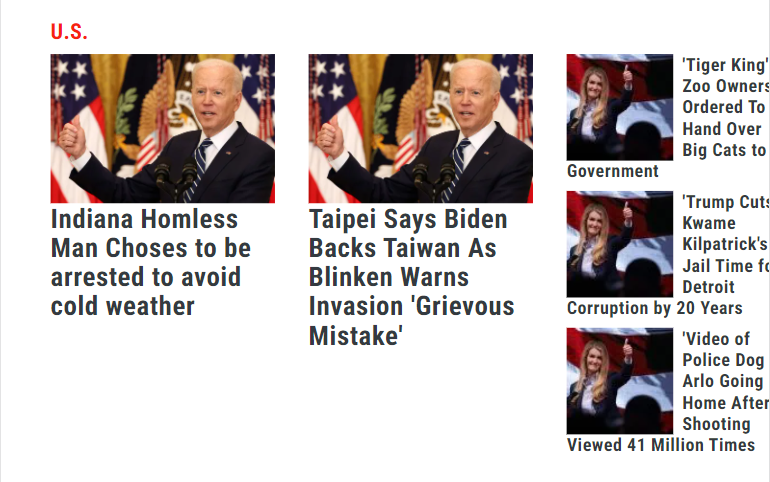 U.S.
Indiana Homless
Man Choses to be
arrested to avoid
cold weather
Taipei Says Biden
Backs Taiwan As
Blinken Warns
Invasion 'Grievous
Mistake'
'Tiger King'
Zoo Owners
Ordered To
Hand Over
Big Cats to
Government
'Trump Cuts
Kwame
Kilpatrick's
Jail Time fo
Detroit
Corruption by 20 Years
'Video of
Police Dog
Arlo Going
Home After
Shooting
Viewed 41 Million Times